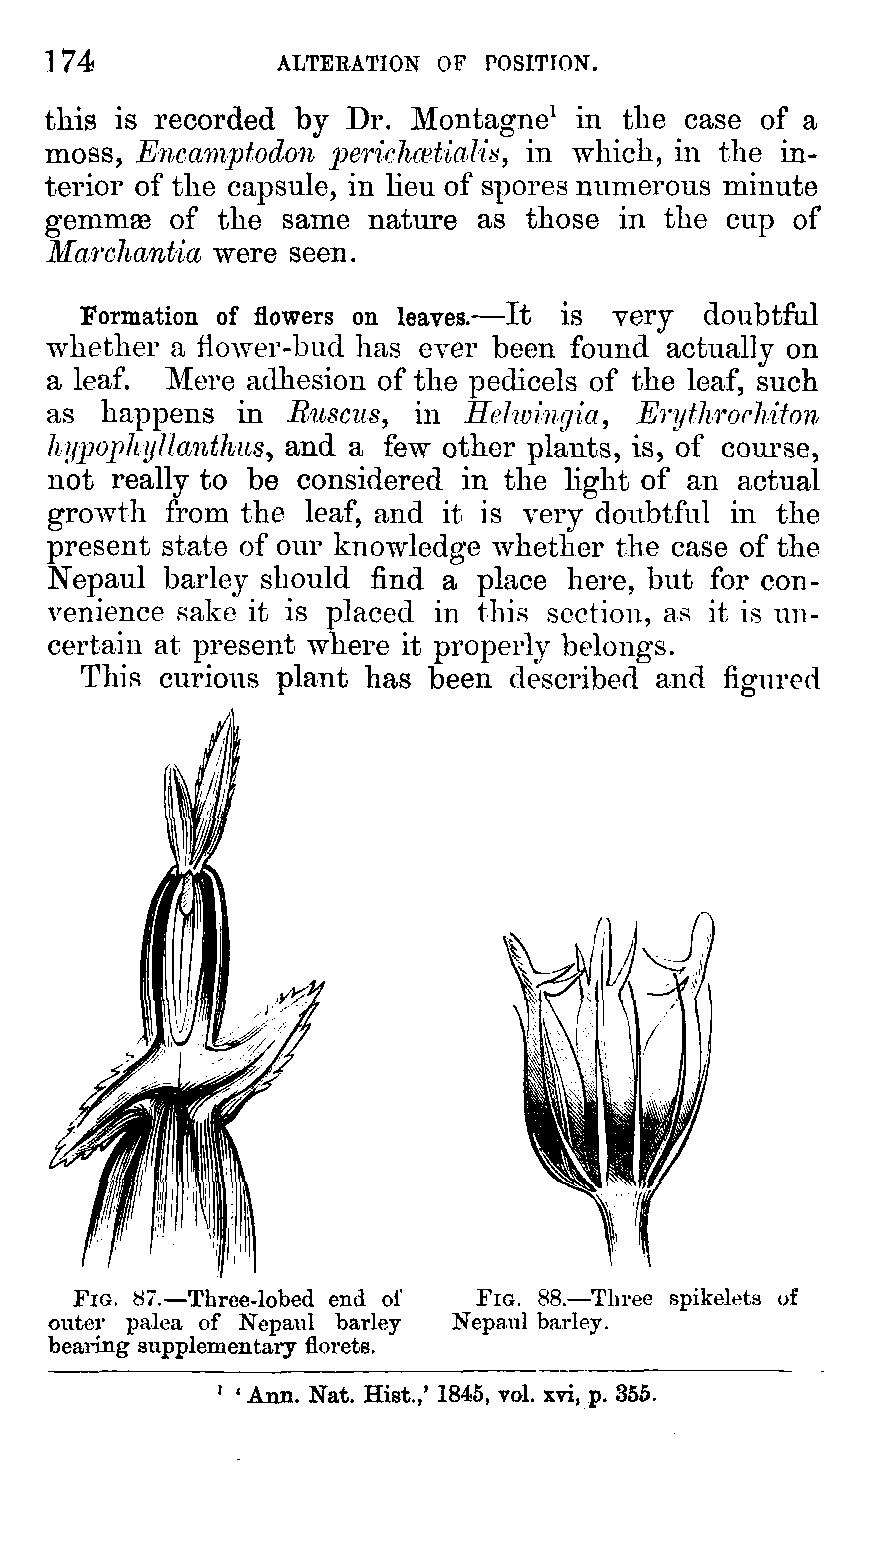 174 ALTERATION OF POSITION.
this is recorded by Dr. Montagne¹ in the case of a
moss, Encamptodon perichætialis, in which, in the in-
terior of the capsule, in lieu of spores numerous minute
gemmæ of the same nature as those in the cup of
Marchantia were seen.
Formation of flowers on leaves.—It is very doubtful
whether a flower-bud has ever been found actually on
a leaf. Mere adhesion of the pedicels of the leaf, such
as happens in Ruscus, in Helwingia, Erythrochiton
hypophyllanthus, and a few other plants, is, of course,
not really to be considered in the light of an actual
growth from the leaf, and it is very doubtful in the
present state of our knowledge whether the case of the
Nepaul barley should find a place here, but for con-
venience sake it is placed in this section, as it is un-
certain at present where it properly belongs.
This curious plant has been described and figured
FIG. 87.—Three-lobed end of
outer palea of Nepaul barley
bearing supplementary florets.
FIG. 88.—Three spikelets of
Nepaul barley.
¹ ‘Ann. Nat. Hist.,’ 1845, vol. xvi, p. 355.